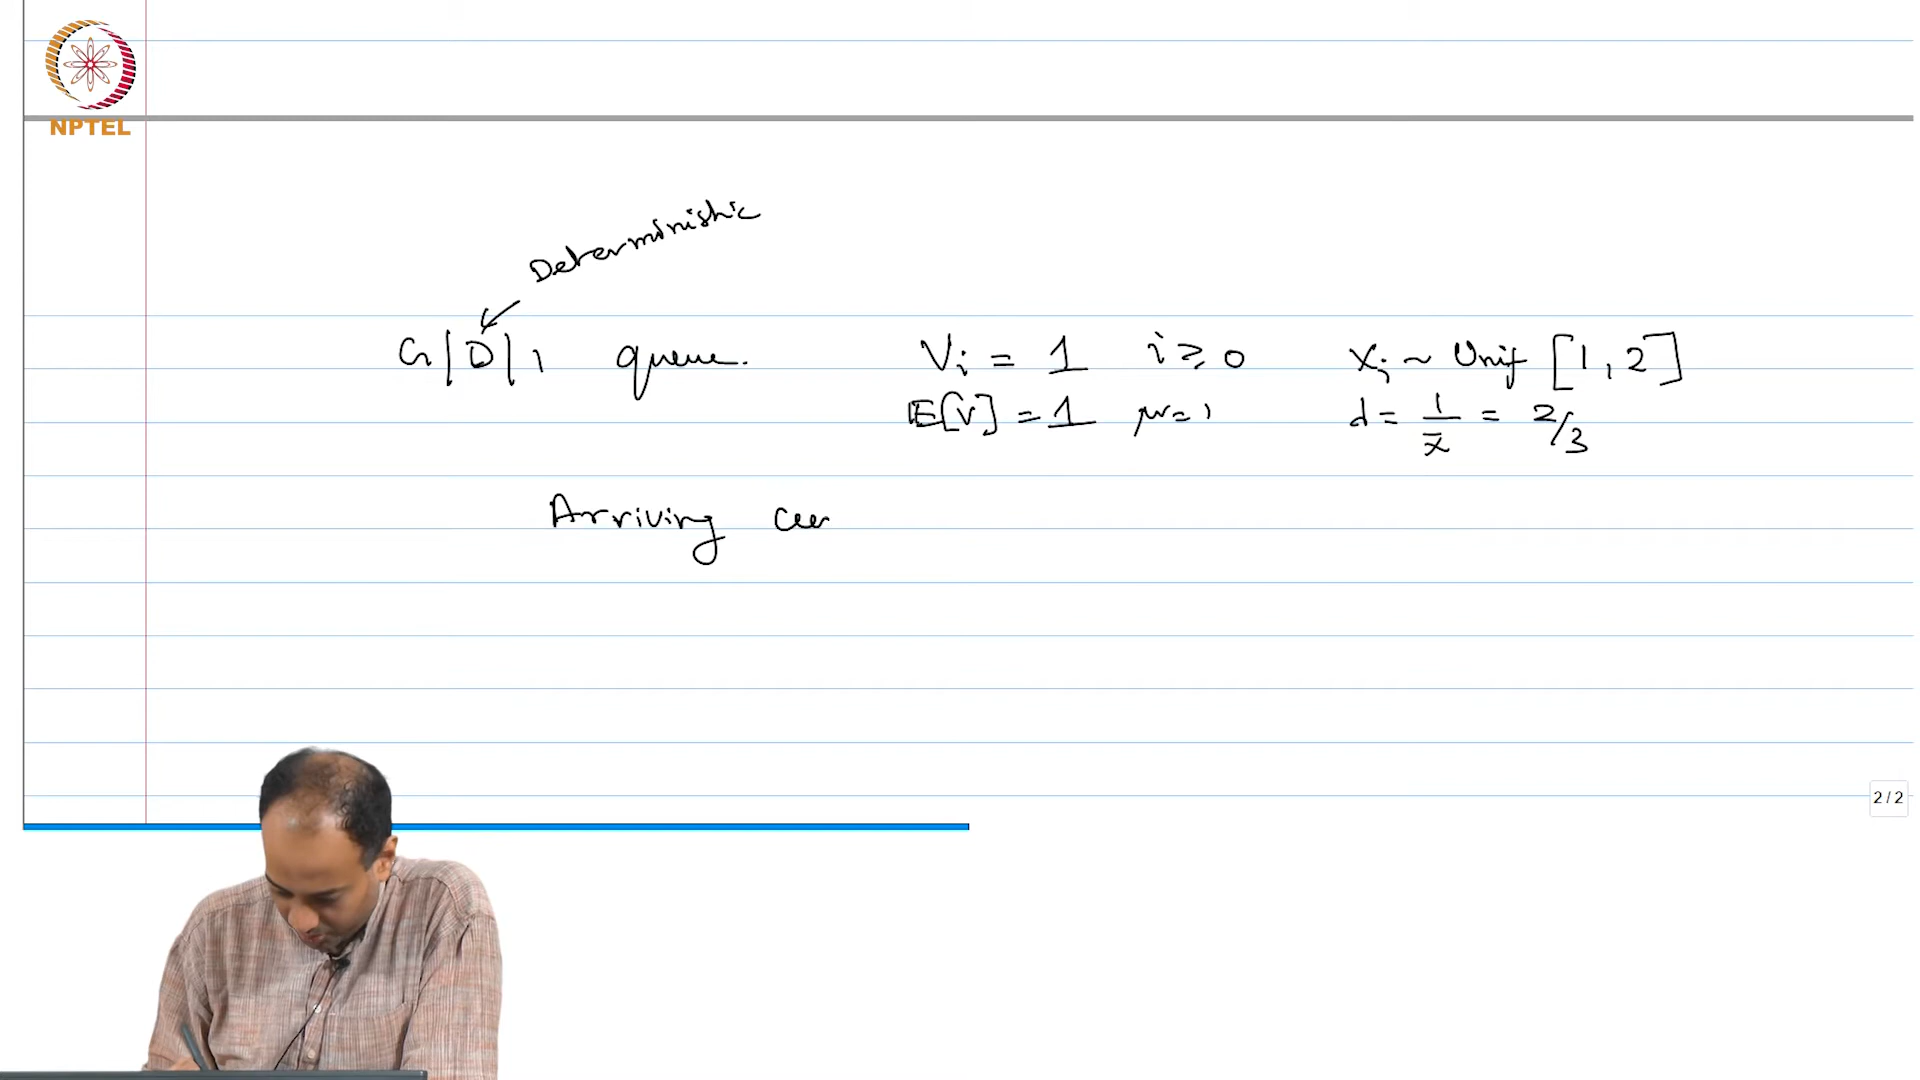 NPTEL
Deterministic
G|D|1 queue. Vi = 1 i ≥ 0 Xi ~ Unif [1, 2]
E[V] = 1 μ = 1 λ = 1/x̄ = 2/3
Arriving cus
2 / 2